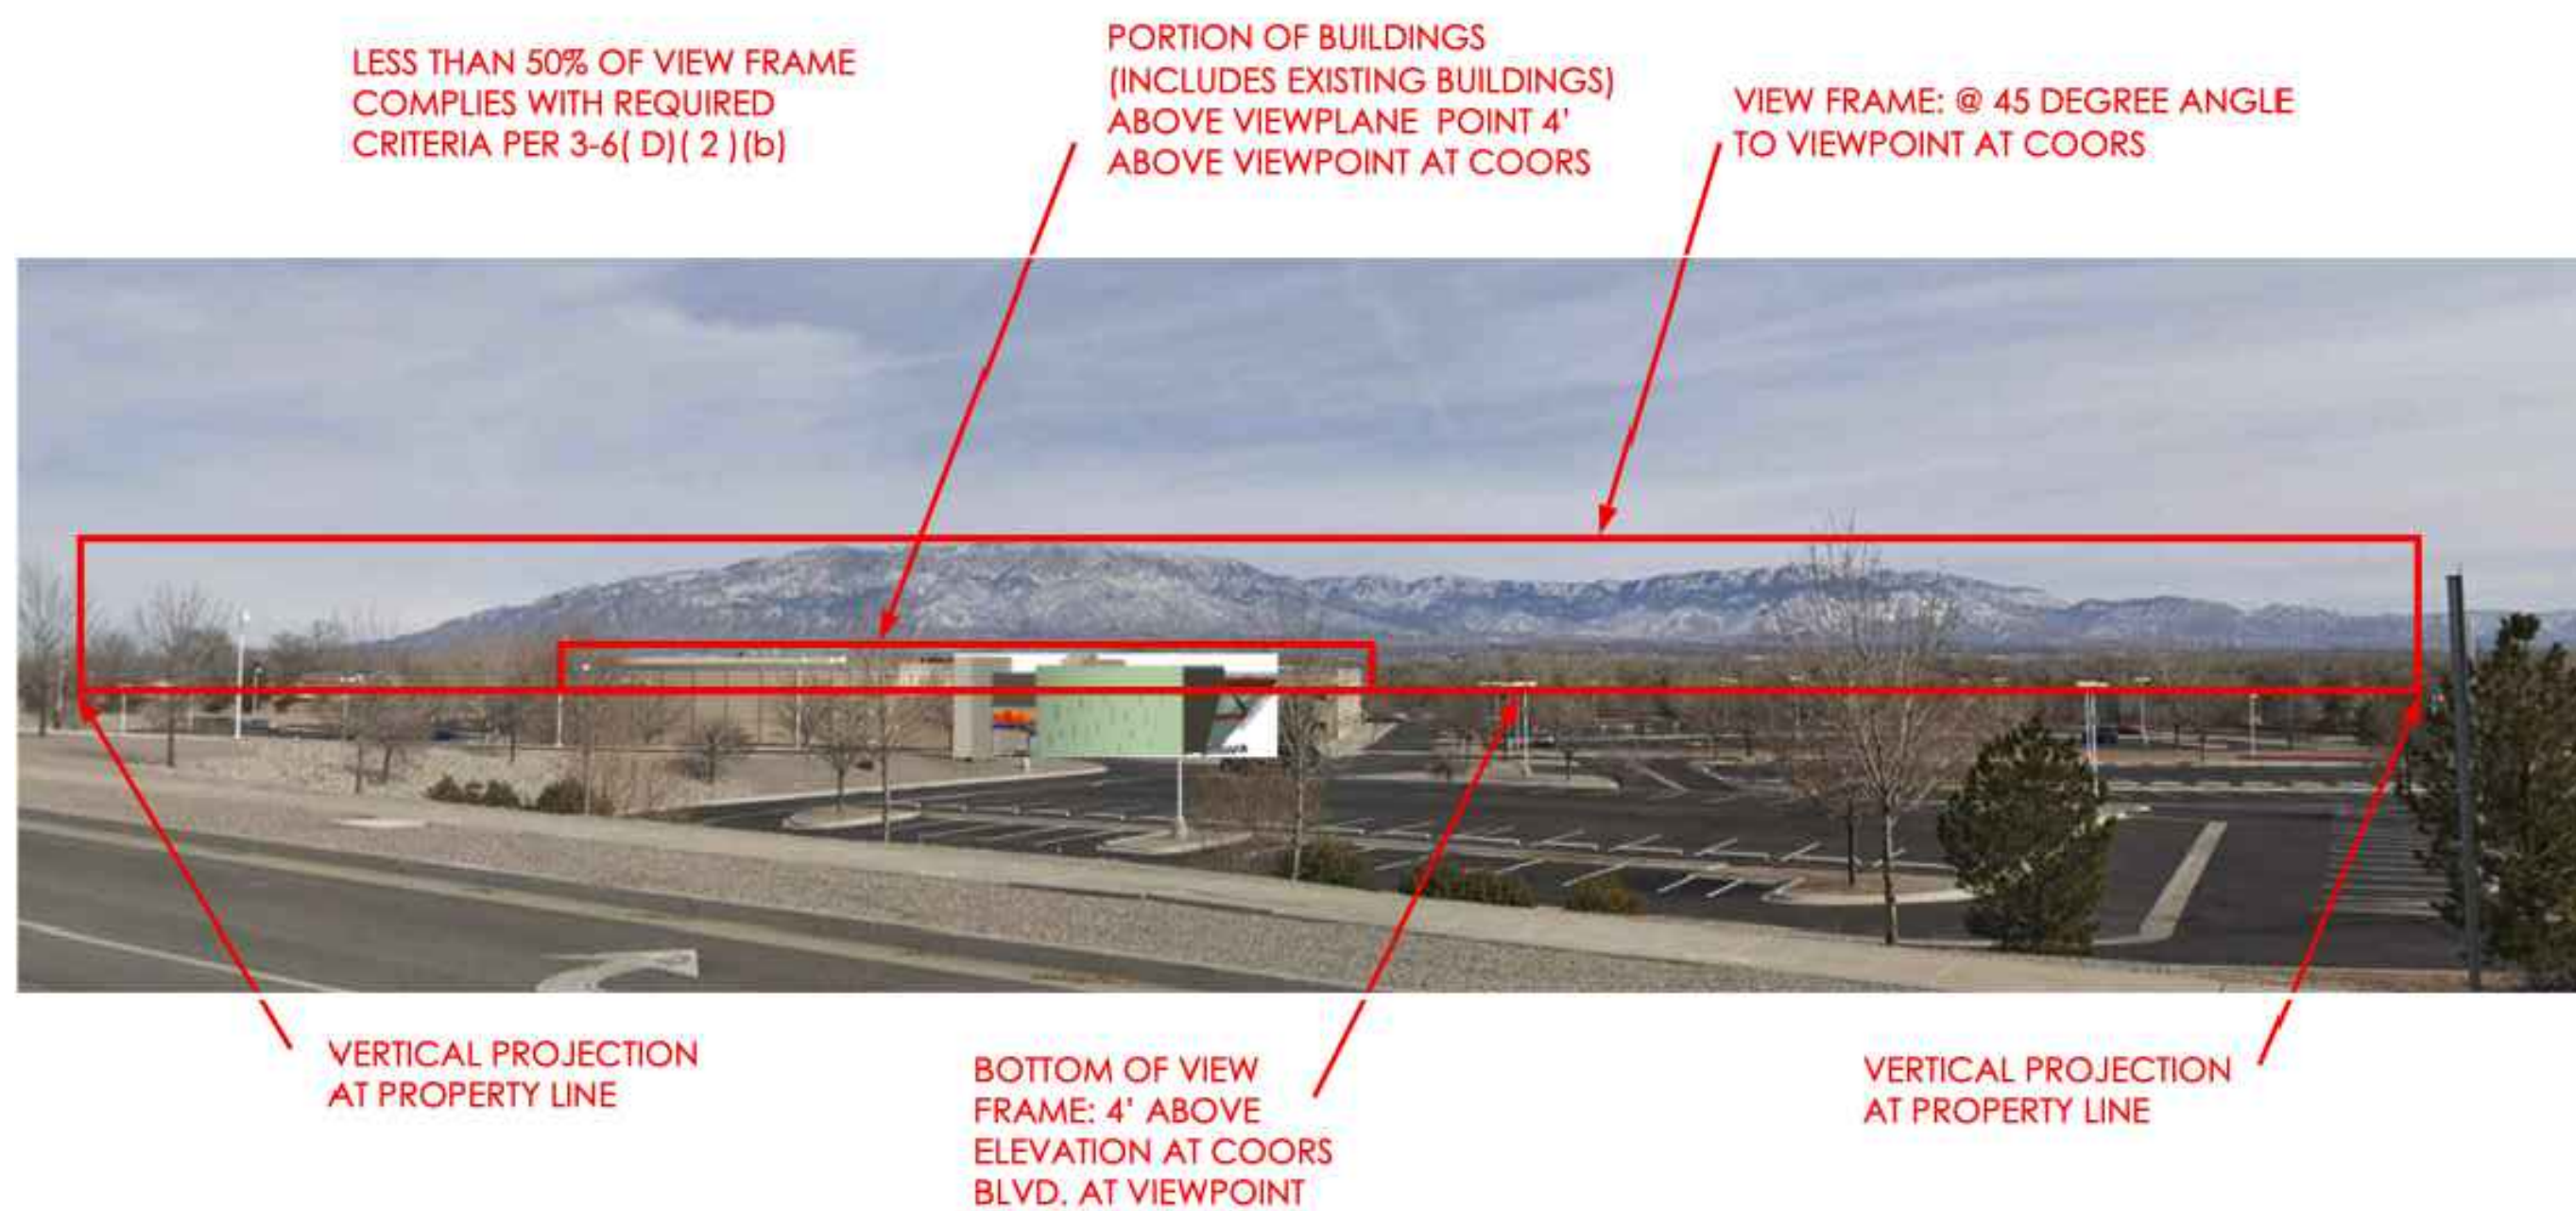 LESS THAN 50% OF VIEW FRAME
COMPLIES WITH REQUIRED
CRITERIA PER 3-6( D)( 2 )(b)
PORTION OF BUILDINGS
(INCLUDES EXISTING BUILDINGS)
ABOVE VIEWPLANE POINT 4'
ABOVE VIEWPOINT AT COORS
VIEW FRAME: @ 45 DEGREE ANGLE
TO VIEWPOINT AT COORS
VERTICAL PROJECTION
AT PROPERTY LINE
BOTTOM OF VIEW
FRAME: 4' ABOVE
ELEVATION AT COORS
BLVD. AT VIEWPOINT
VERTICAL PROJECTION
AT PROPERTY LINE